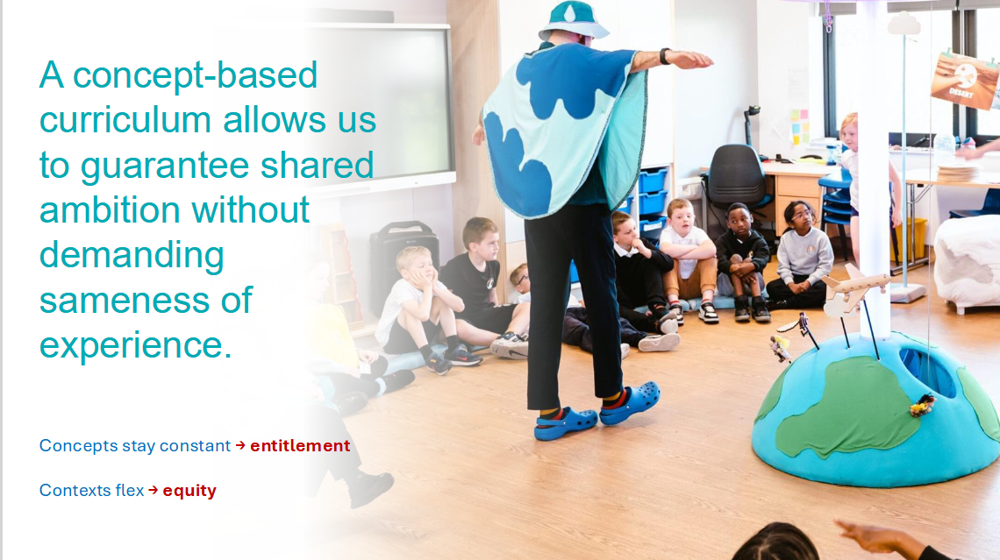 A concept-based
curriculum allows us
to guarantee shared
ambition without
demanding
sameness of
experience.
Concepts stay constant → entitlement
Contexts flex → equity
DESERT